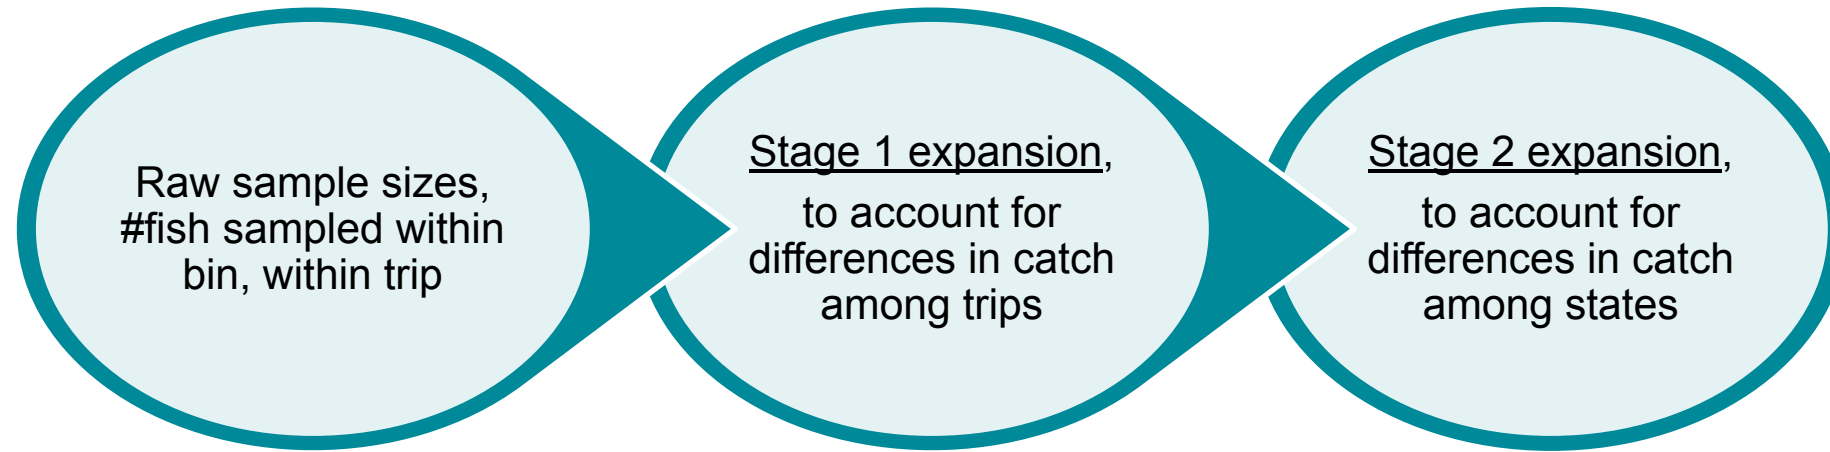 Raw sample sizes,
#fish sampled within
bin, within trip
Stage 1 expansion,
to account for
differences in catch
among trips
Stage 2 expansion,
to account for
differences in catch
among states